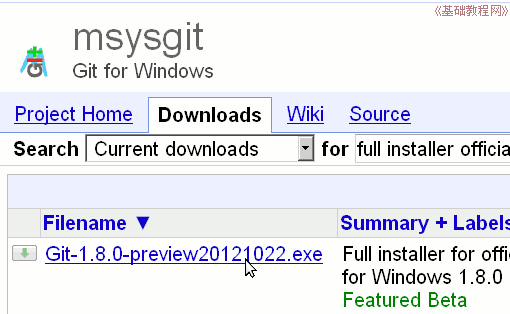 《基础教程网》
msysgit
Git for Windows
Project Home Downloads Wiki Source
Search Current downloads for full installer officia
Filename ▼ Summary + Labels
Git-1.8.0-preview20121022.exe Full installer for offi
for Windows 1.8.0
Featured Beta